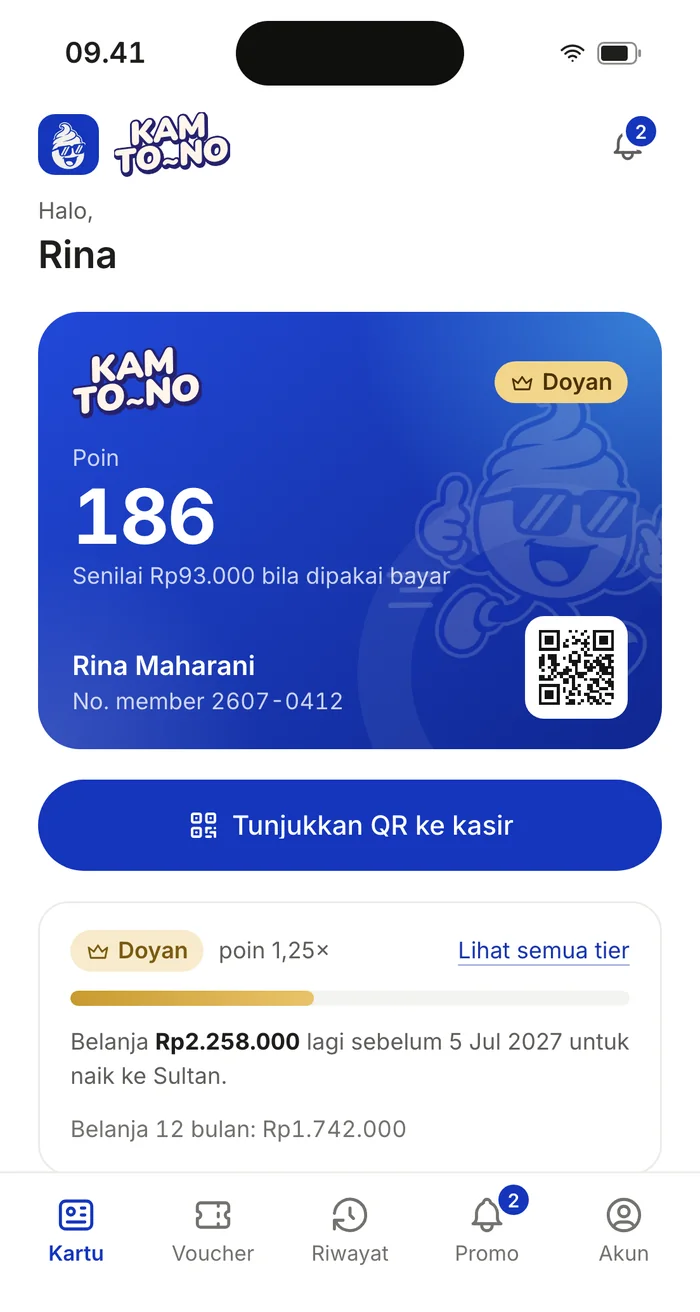 09.41
KAM
TO~NO
2
Halo,
Rina
KAM
TO~NO
Doyan
Poin
186
Senilai Rp93.000 bila dipakai bayar
Rina Maharani
No. member 2607-0412
Tunjukkan QR ke kasir
Doyan poin 1,25× Lihat semua tier
Belanja Rp2.258.000 lagi sebelum 5 Jul 2027 untuk
naik ke Sultan.
Belanja 12 bulan: Rp1.742.000
2
Kartu Voucher Riwayat Promo Akun